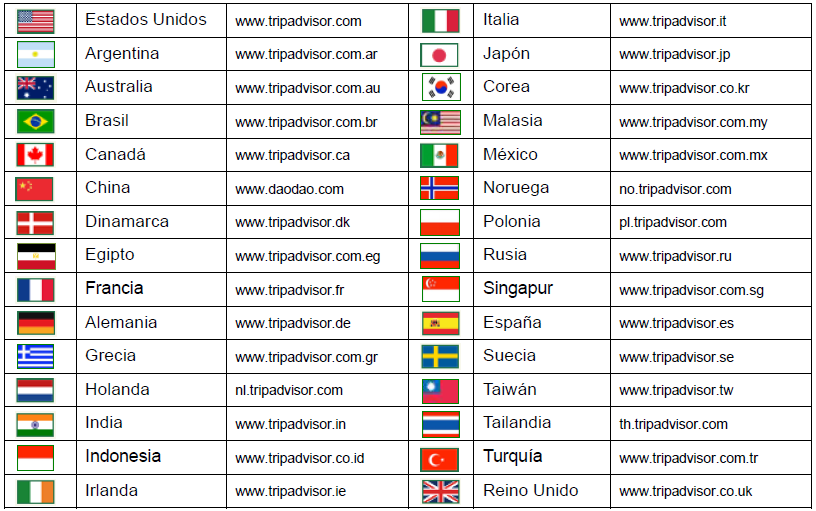 Estados Unidos www.tripadvisor.com Italia www.tripadvisor.it
Argentina www.tripadvisor.com.ar Japón www.tripadvisor.jp
Australia www.tripadvisor.com.au Corea www.tripadvisor.co.kr
Brasil www.tripadvisor.com.br Malasia www.tripadvisor.com.my
Canadá www.tripadvisor.ca México www.tripadvisor.com.mx
China www.daodao.com Noruega no.tripadvisor.com
Dinamarca www.tripadvisor.dk Polonia pl.tripadvisor.com
Egipto www.tripadvisor.com.eg Rusia www.tripadvisor.ru
Francia www.tripadvisor.fr Singapur www.tripadvisor.com.sg
Alemania www.tripadvisor.de España www.tripadvisor.es
Grecia www.tripadvisor.com.gr Suecia www.tripadvisor.se
Holanda nl.tripadvisor.com Taiwán www.tripadvisor.tw
India www.tripadvisor.in Tailandia th.tripadvisor.com
Indonesia www.tripadvisor.co.id Turquía www.tripadvisor.com.tr
Irlanda www.tripadvisor.ie Reino Unido www.tripadvisor.co.uk